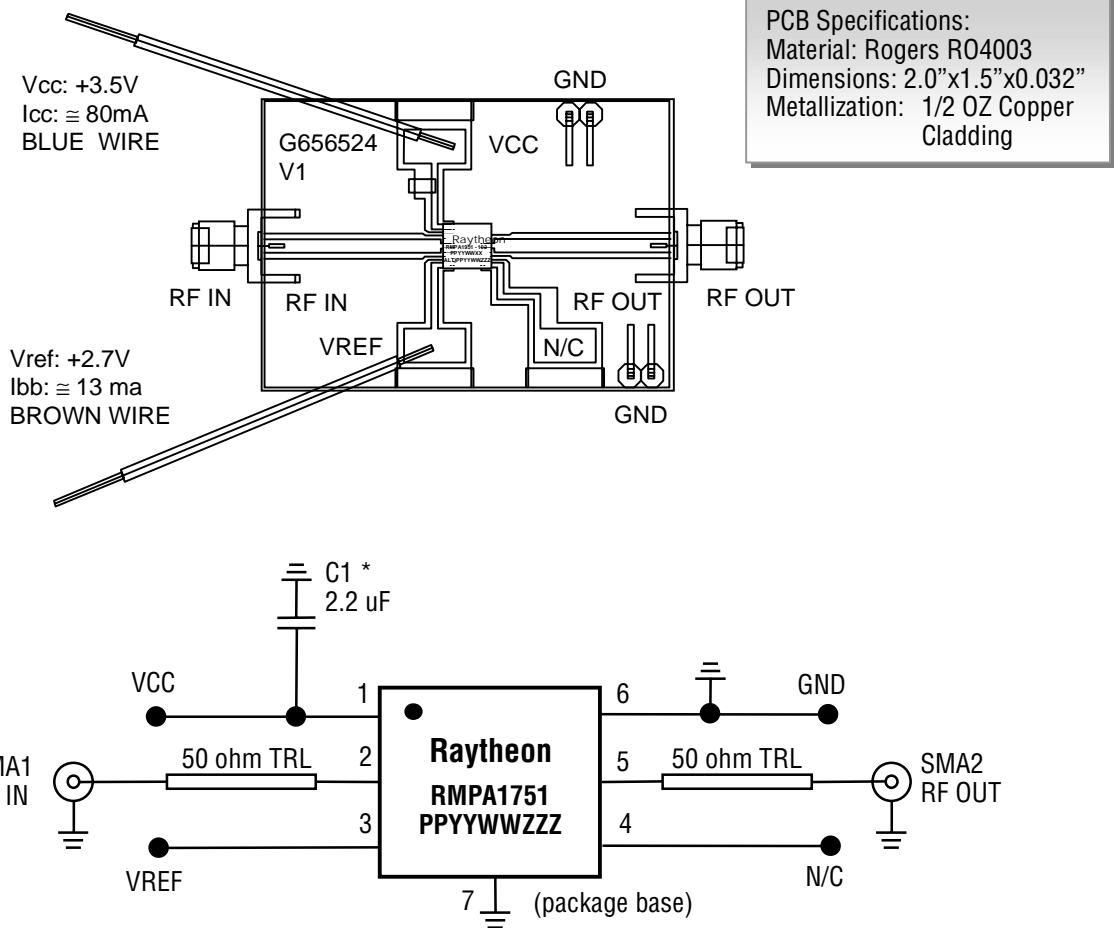 PCB Specifications:
Material: Rogers RO4003
Dimensions: 2.0”x1.5”x0.032”
Metallization: 1/2 OZ Copper
Cladding
Vcc: +3.5V
Icc: ≅ 80mA
BLUE WIRE
GND
G656524
V1
VCC
Raytheon
PPYYWWXX
RF IN
RF IN
RF OUT
RF OUT
VREF
N/C
GND
Vref: +2.7V
Ibb: ≅ 13 ma
BROWN WIRE
C1 *
2.2 uF
VCC
1
6
GND
MA1
IN
50 ohm TRL
2
Raytheon
RMPA1751
PPYYWWZZZ
5
50 ohm TRL
SMA2
RF OUT
3
4
VREF
N/C
7
(package base)